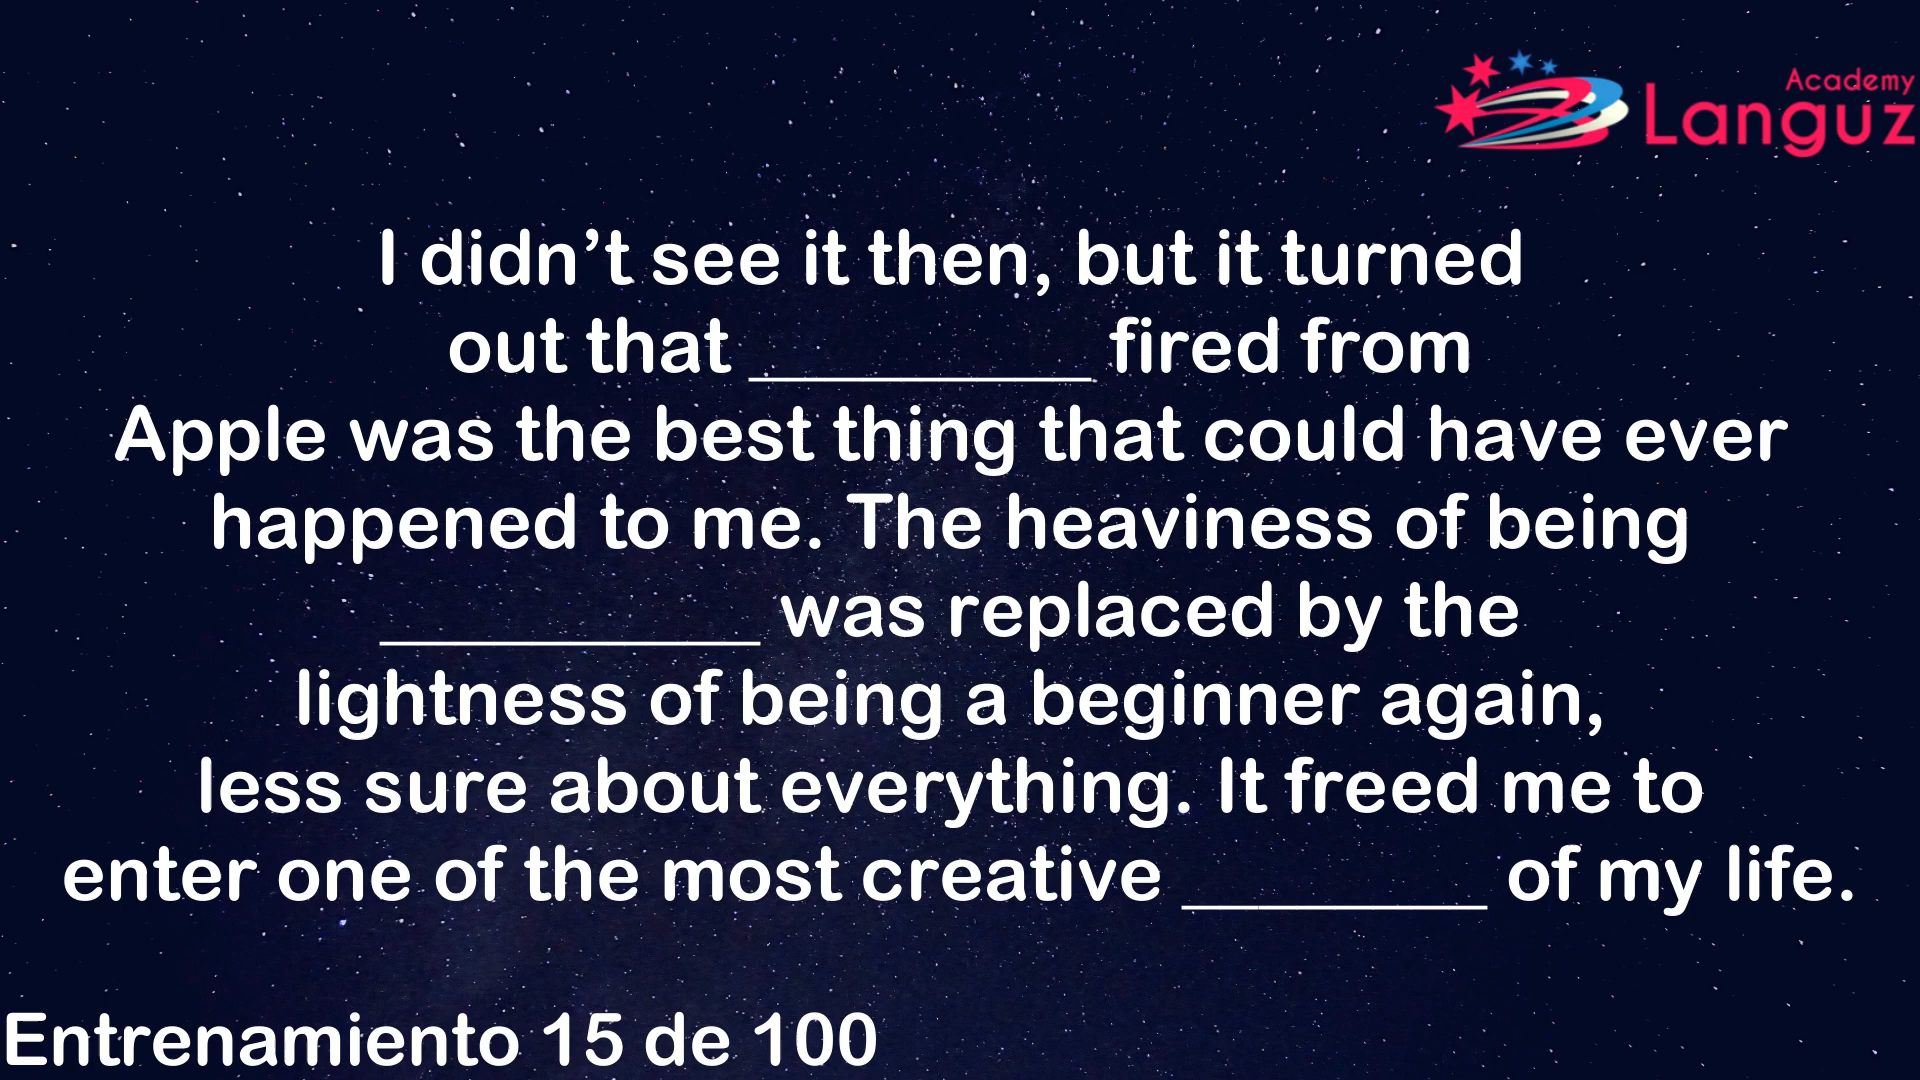 Academy
Languz
I didn’t see it then, but it turned
out that __________ fired from
Apple was the best thing that could have ever
happened to me. The heaviness of being
___________ was replaced by the
lightness of being a beginner again,
less sure about everything. It freed me to
enter one of the most creative _________ of my life.
Entrenamiento 15 de 100